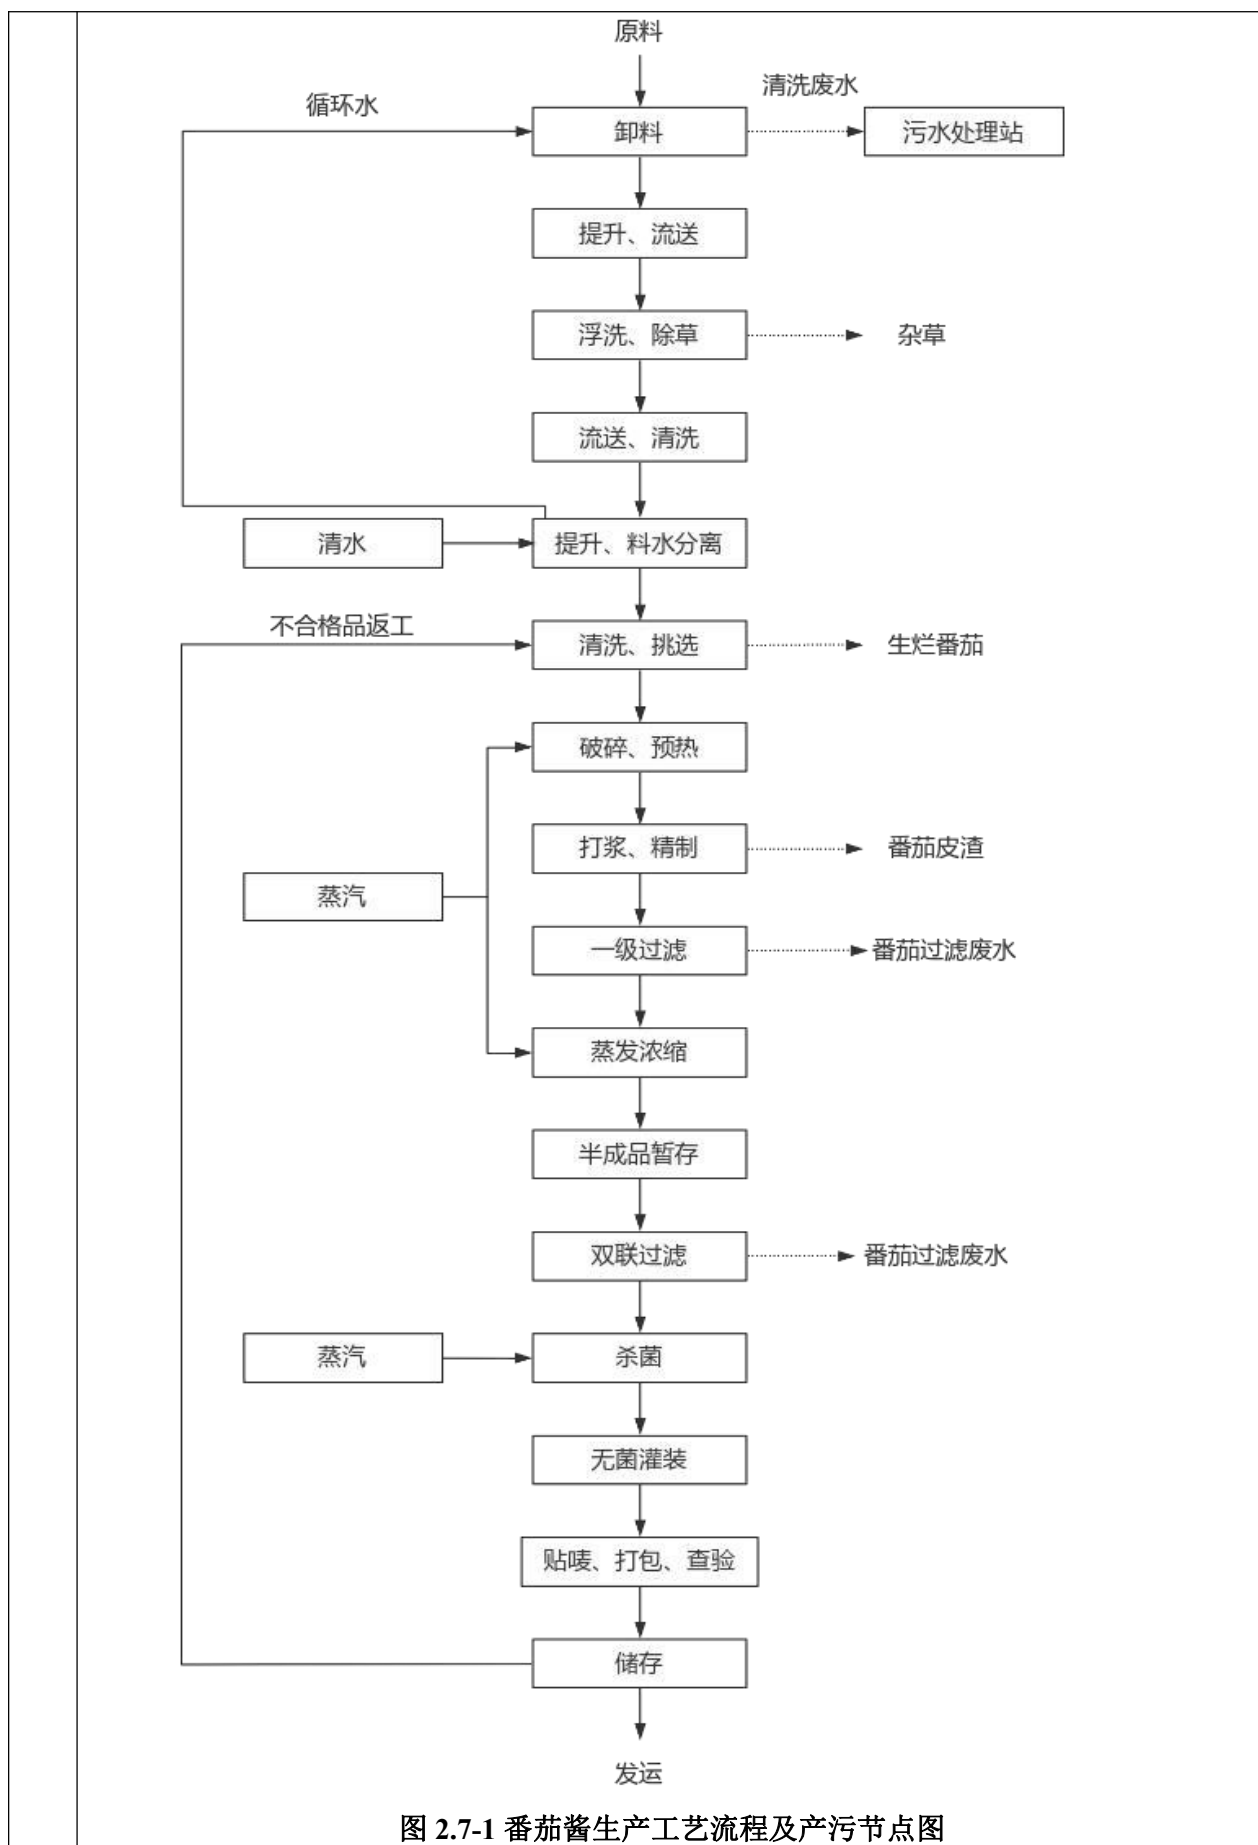 原料
清洗废水
循环水
卸料
污水处理站
提升、流送
浮洗、除草
杂草
流送、清洗
清水
提升、料水分离
不合格品返工
清洗、挑选
生烂番茄
破碎、预热
打浆、精制
番茄皮渣
蒸汽
一级过滤
番茄过滤废水
蒸发浓缩
半成品暂存
双联过滤
番茄过滤废水
蒸汽
杀菌
无菌灌装
贴唛、打包、查验
储存
发运
图 2.7-1 番茄酱生产工艺流程及产污节点图